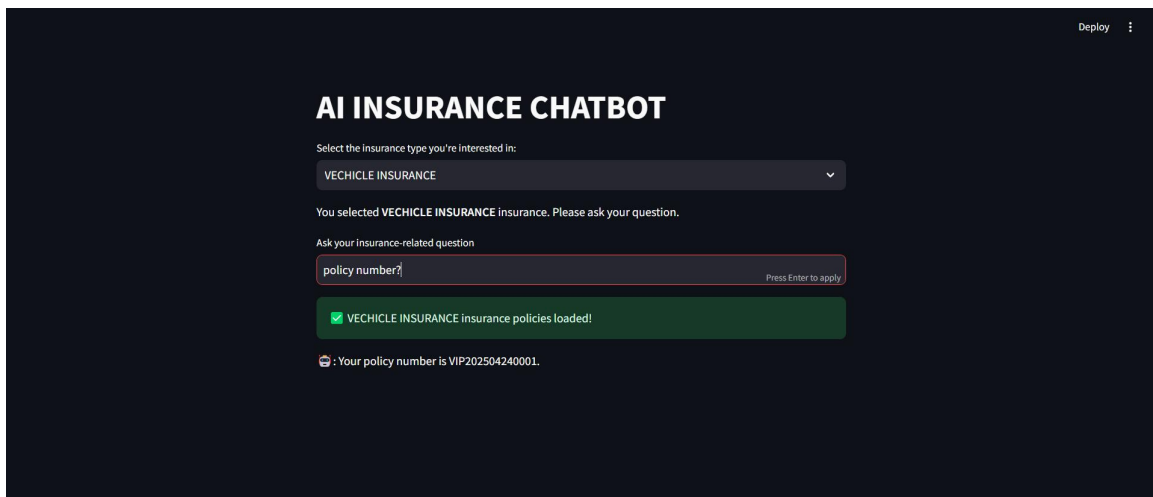 Deploy
AI INSURANCE CHATBOT
Select the insurance type you're interested in:
VECHICLE INSURANCE
You selected VECHICLE INSURANCE insurance. Please ask your question.
Ask your insurance-related question
policy number?
Press Enter to apply
✅ VECHICLE INSURANCE insurance policies loaded!
🤖: Your policy number is VIP202504240001.